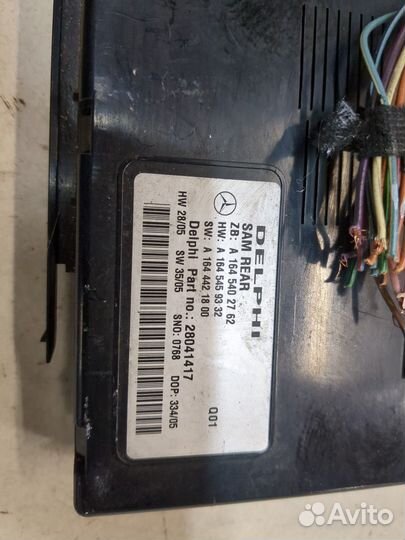 DELPHI
SAM REAR
ZB: A 164 540 27 62
HW: A 164 545 93 32
SW: A 164 442 18 00
Delphi Part no.: 28041417
Q01
HW 28/05 SW 35/05 SNO: 0768 DOP: 334/05
Avito